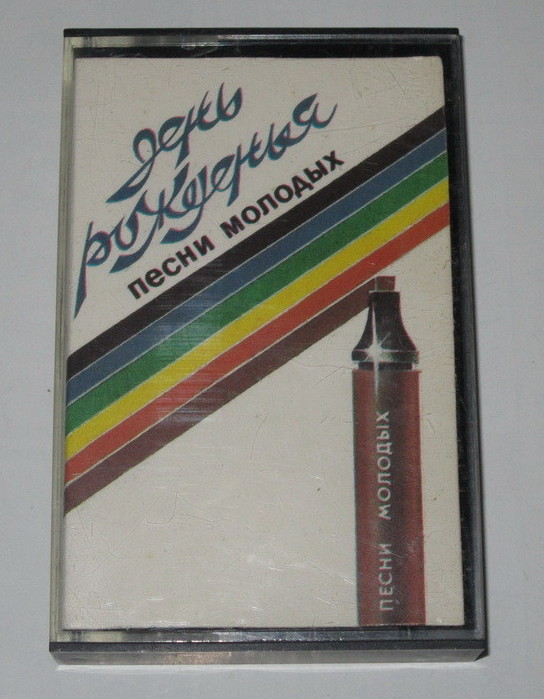 день
рожденья
песни молодых
ПЕСНИ МОЛОДЫХ